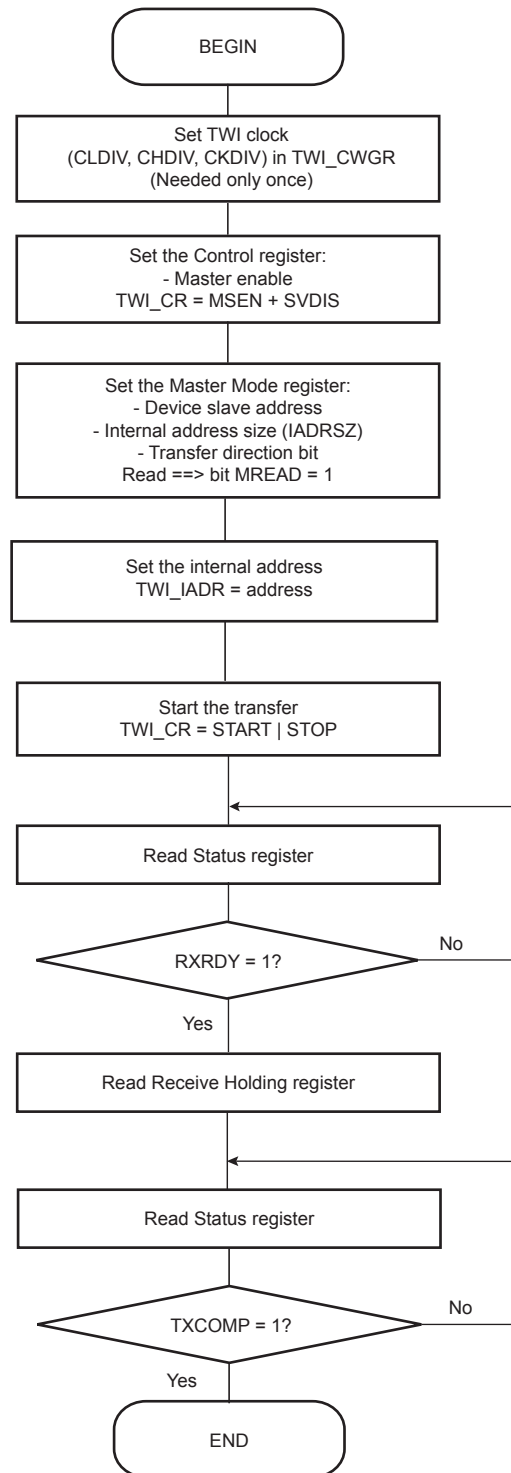 BEGIN
Set TWI clock
(CLDIV, CHDIV, CKDIV) in TWI_CWGR
(Needed only once)
Set the Control register:
- Master enable
TWI_CR = MSEN + SVDIS
Set the Master Mode register:
- Device slave address
- Internal address size (IADRSZ)
- Transfer direction bit
Read ==> bit MREAD = 1
Set the internal address
TWI_IADR = address
Start the transfer
TWI_CR = START | STOP
Read Status register
RXRDY = 1?
No
Yes
Read Receive Holding register
Read Status register
TXCOMP = 1?
No
Yes
END